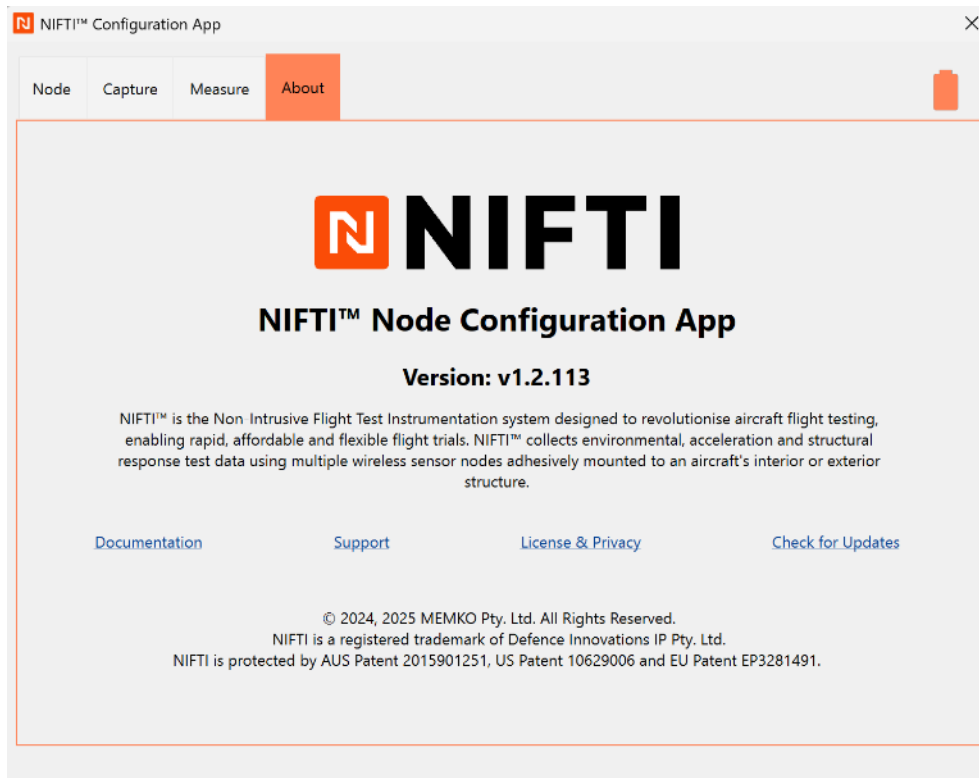 NIFTI™ Configuration App
Node
Capture
Measure
About
NIFTI
NIFTI™ Node Configuration App
Version: v1.2.113
NIFTI™ is the Non-Intrusive Flight Test Instrumentation system designed to revolutionise aircraft flight testing,
enabling rapid, affordable and flexible flight trials. NIFTI™ collects environmental, acceleration and structural
response test data using multiple wireless sensor nodes adhesively mounted to an aircraft's interior or exterior
structure.
Documentation
Support
License & Privacy
Check for Updates
© 2024, 2025 MEMKO Pty. Ltd. All Rights Reserved.
NIFTI is a registered trademark of Defence Innovations IP Pty. Ltd.
NIFTI is protected by AUS Patent 2015901251, US Patent 10629006 and EU Patent EP3281491.